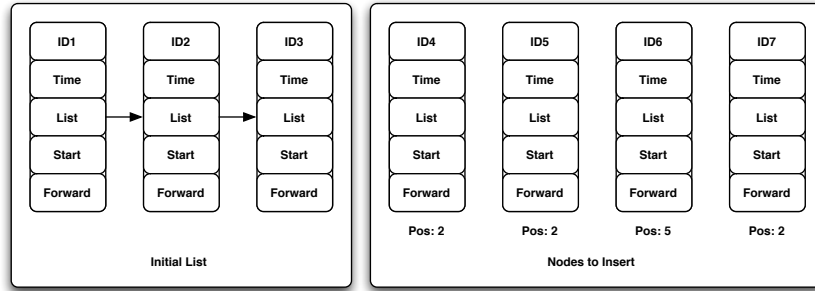 ID1 ID2 ID3
Time Time Time
List List List
Start Start Start
Forward Forward Forward
Initial List
ID4 ID5 ID6 ID7
Time Time Time Time
List List List List
Start Start Start Start
Forward Forward Forward Forward
Pos: 2 Pos: 2 Pos: 5 Pos: 2
Nodes to Insert